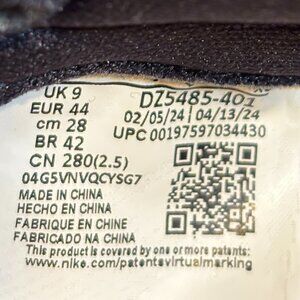 UK 9
EUR 44
cm 28
BR 42
CN 280(2.5)
04G5VNVQCYSG7
DZ5485-401
02/05/24 | 04/13/24
UPC 00197597034430
MADE IN CHINA
HECHO EN CHINA
FABRIQUE EN CHINE
FABRICADO NA CHINA
This product is covered by one or more patents:
www.nike.com/patentsvirtualmarking